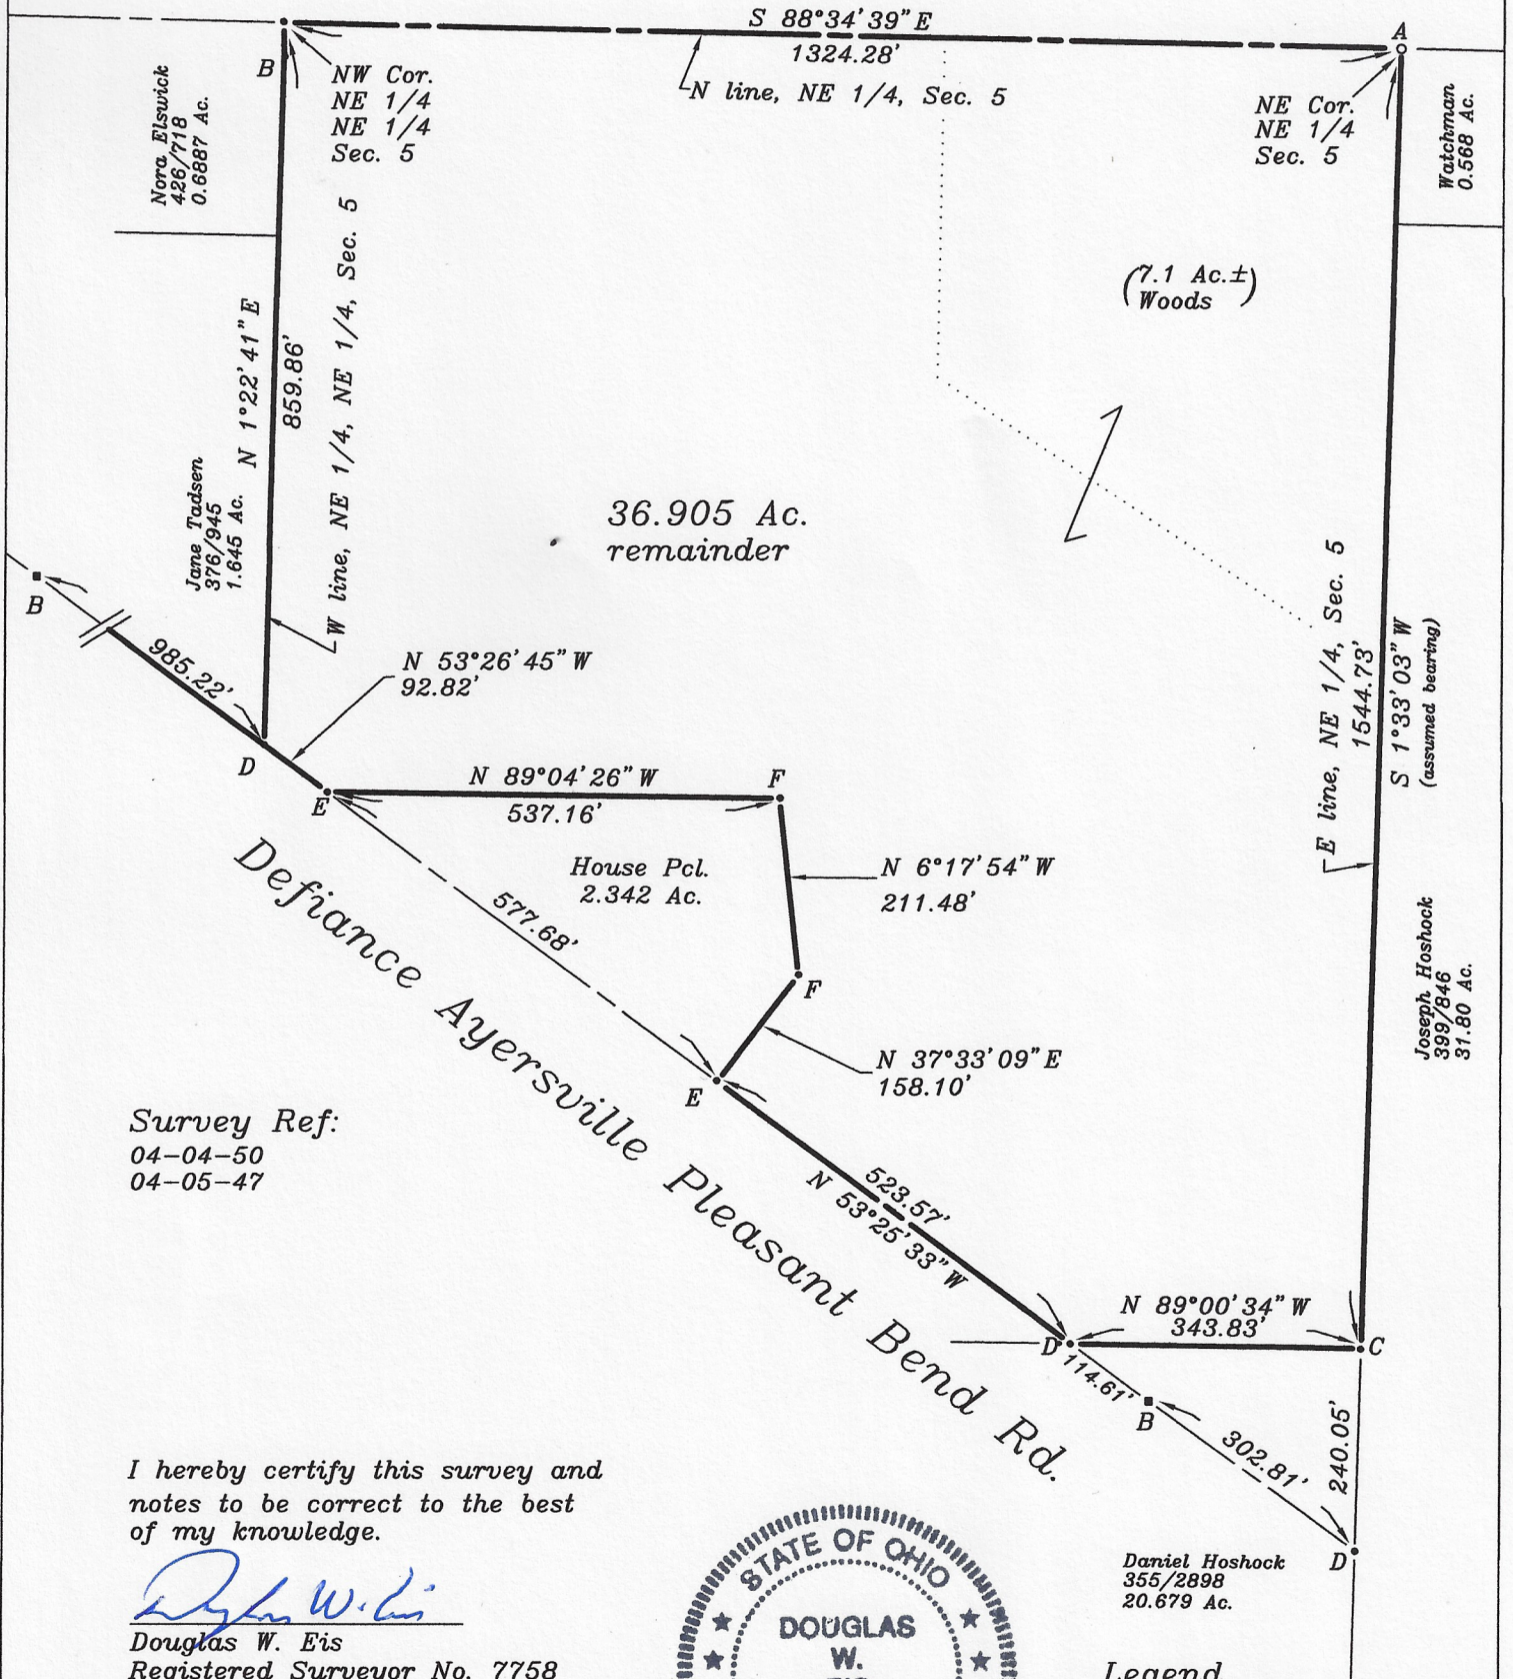 S 88°34'39" E
1324.28'
N line, NE 1/4, Sec. 5
A
B
NW Cor.
NE 1/4
NE 1/4
Sec. 5
NE Cor.
NE 1/4
Sec. 5
Nora Elswick
426/718
0.6887 Ac.
Watchman
0.568 Ac.
(7.1 Ac.±)
Woods
N 1°22'41" E
859.86'
W line, NE 1/4, NE 1/4, Sec. 5
Jane Tadsen
376/945
1.645 Ac.
36.905 Ac.
remainder
E line, NE 1/4, Sec. 5
1544.73'
S 1°33'03" W
(assumed bearing)
B
985.22'
N 53°26'45" W
92.82'
D
E
N 89°04'26" W
537.16'
F
House Pcl.
2.342 Ac.
N 6°17'54" W
211.48'
577.68'
F
Joseph Hoshock
399/846
31.80 Ac.
N 37°33'09" E
158.10'
E
Defiance Ayersville Pleasant Bend Rd.
Survey Ref:
04-04-50
04-05-47
523.57'
N 53°25'33" W
N 89°00'34" W
343.83'
D
C
114.61'
B
302.81'
240.05'
D
I hereby certify this survey and
notes to be correct to the best
of my knowledge.
Douglas W. Eis
Douglas W. Eis
Registered Surveyor No. 7758
STATE OF OHIO
DOUGLAS
W.
Daniel Hoshock
355/2898
20.679 Ac.
Legend